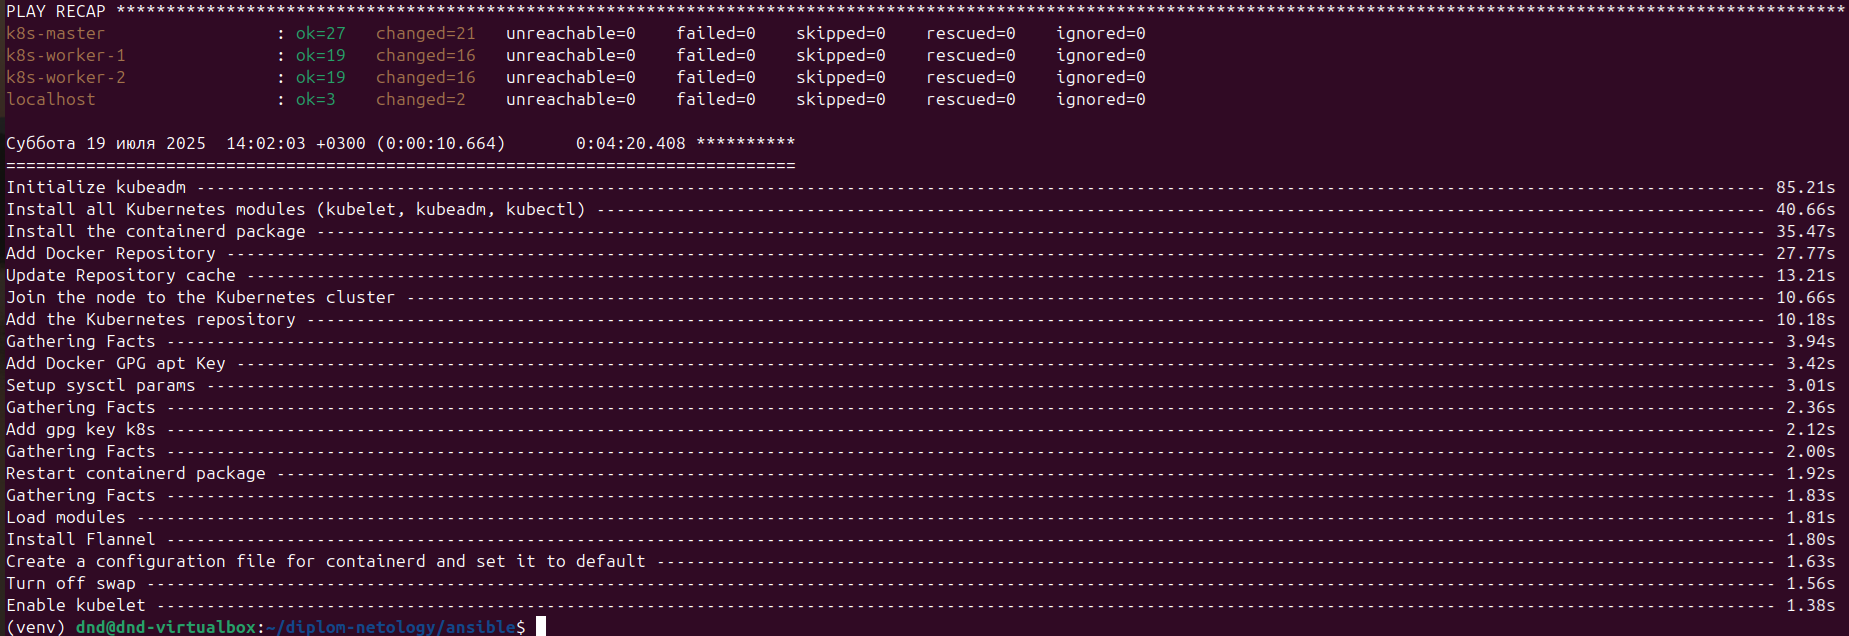 PLAY RECAP *****************************************************************************************************************************************************************************
k8s-master                 : ok=27   changed=21   unreachable=0    failed=0    skipped=0    rescued=0    ignored=0
k8s-worker-1               : ok=19   changed=16   unreachable=0    failed=0    skipped=0    rescued=0    ignored=0
k8s-worker-2               : ok=19   changed=16   unreachable=0    failed=0    skipped=0    rescued=0    ignored=0
localhost                  : ok=3    changed=2    unreachable=0    failed=0    skipped=0    rescued=0    ignored=0
Суббота 19 июля 2025  14:02:03 +0300 (0:00:10.664)       0:04:20.408 **********
===============================================================================
Initialize kubeadm ------------------------------------------------------------------------------------------------------------------------------------------------------------- 85.21s
Install all Kubernetes modules (kubelet, kubeadm, kubectl) --------------------------------------------------------------------------------------------------------------------- 40.66s
Install the containerd package ------------------------------------------------------------------------------------------------------------------------------------------------- 35.47s
Add Docker Repository ---------------------------------------------------------------------------------------------------------------------------------------------------------- 27.77s
Update Repository cache -------------------------------------------------------------------------------------------------------------------------------------------------------- 13.21s
Join the node to the Kubernetes cluster ---------------------------------------------------------------------------------------------------------------------------------------- 10.66s
Add the Kubernetes repository -------------------------------------------------------------------------------------------------------------------------------------------------- 10.18s
Gathering Facts ----------------------------------------------------------------------------------------------------------------------------------------------------------------- 3.94s
Add Docker GPG apt Key ---------------------------------------------------------------------------------------------------------------------------------------------------------- 3.42s
Setup sysctl params ------------------------------------------------------------------------------------------------------------------------------------------------------------- 3.01s
Gathering Facts ----------------------------------------------------------------------------------------------------------------------------------------------------------------- 2.36s
Add gpg key k8s ----------------------------------------------------------------------------------------------------------------------------------------------------------------- 2.12s
Gathering Facts ----------------------------------------------------------------------------------------------------------------------------------------------------------------- 2.00s
Restart containerd package ------------------------------------------------------------------------------------------------------------------------------------------------------ 1.92s
Gathering Facts ----------------------------------------------------------------------------------------------------------------------------------------------------------------- 1.83s
Load modules -------------------------------------------------------------------------------------------------------------------------------------------------------------------- 1.81s
Install Flannel ----------------------------------------------------------------------------------------------------------------------------------------------------------------- 1.80s
Create a configuration file for containerd and set it to default ---------------------------------------------------------------------------------------------------------------- 1.63s
Turn off swap ------------------------------------------------------------------------------------------------------------------------------------------------------------------- 1.56s
Enable kubelet ------------------------------------------------------------------------------------------------------------------------------------------------------------------ 1.38s
(venv) dnd@dnd-virtualbox:~/diplom-netology/ansible$